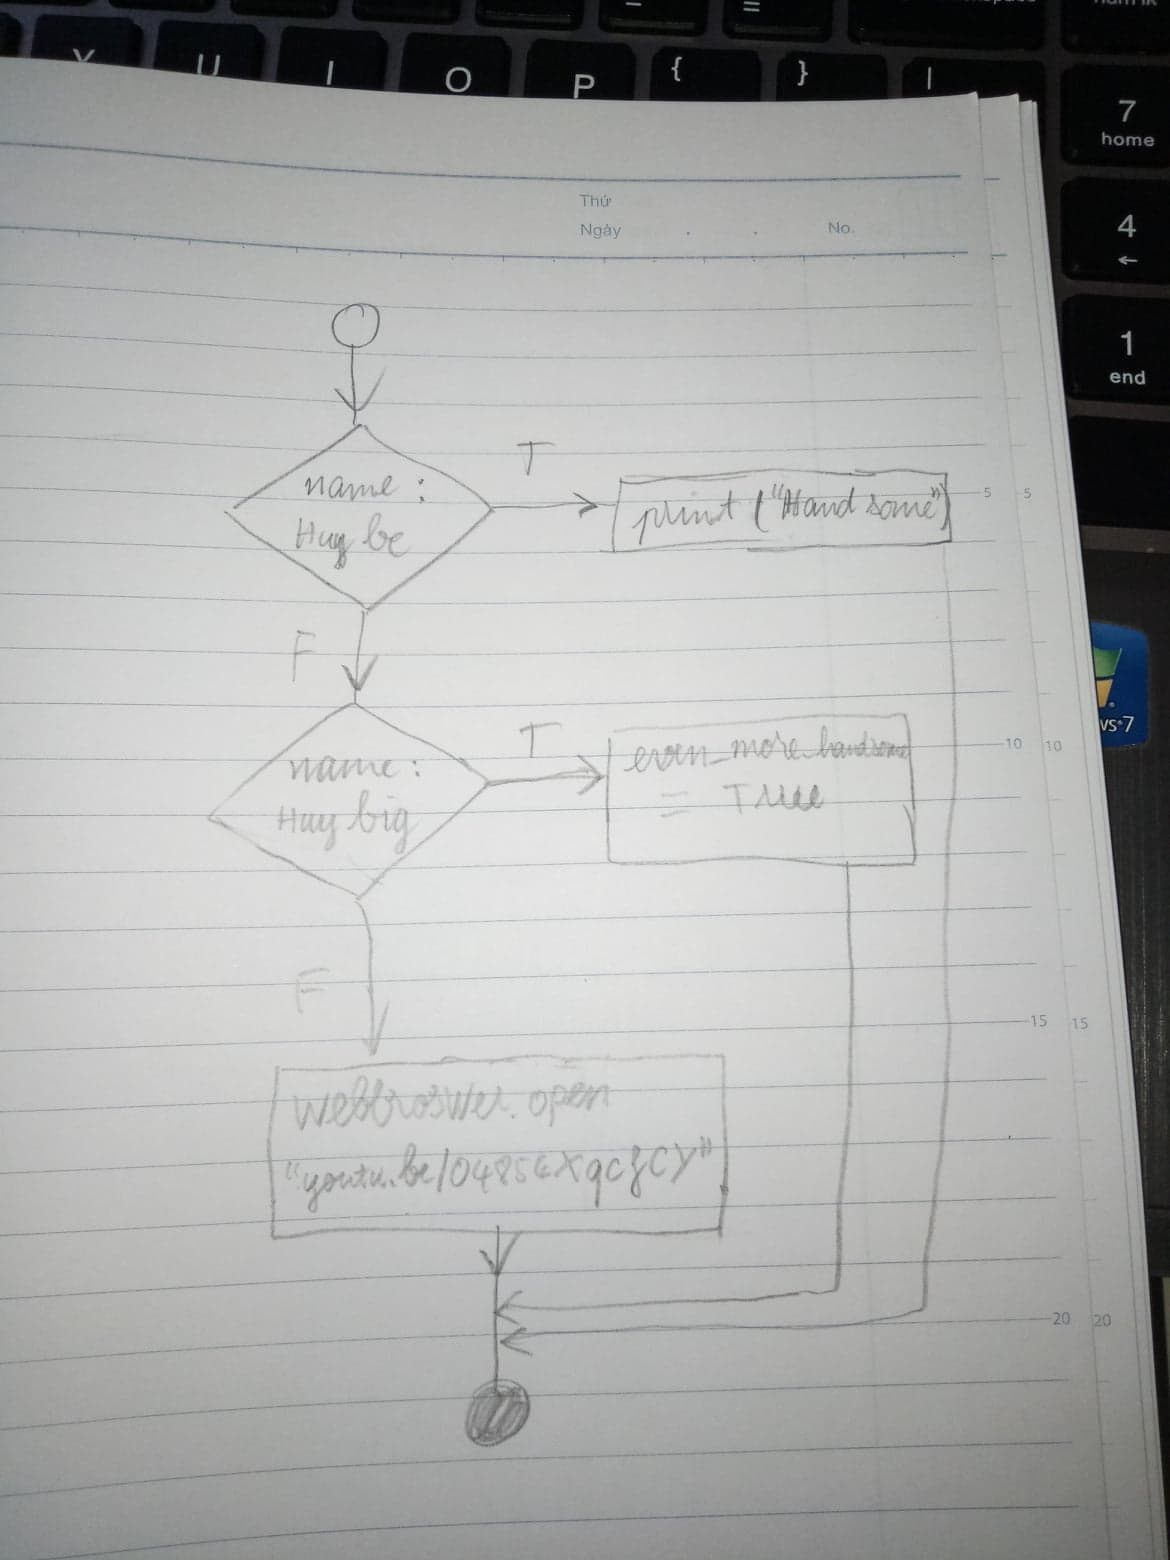 U
I
O
P
{
}
|
=
7
home
4
←
1
end
Thứ
Ngày
No.
name :
Huy be
T
print ("Hand some")
F
name :
Huy big
T
even_more_handsome
= True
F
webbroswer. open
5 5
10 10
15 15
20 20